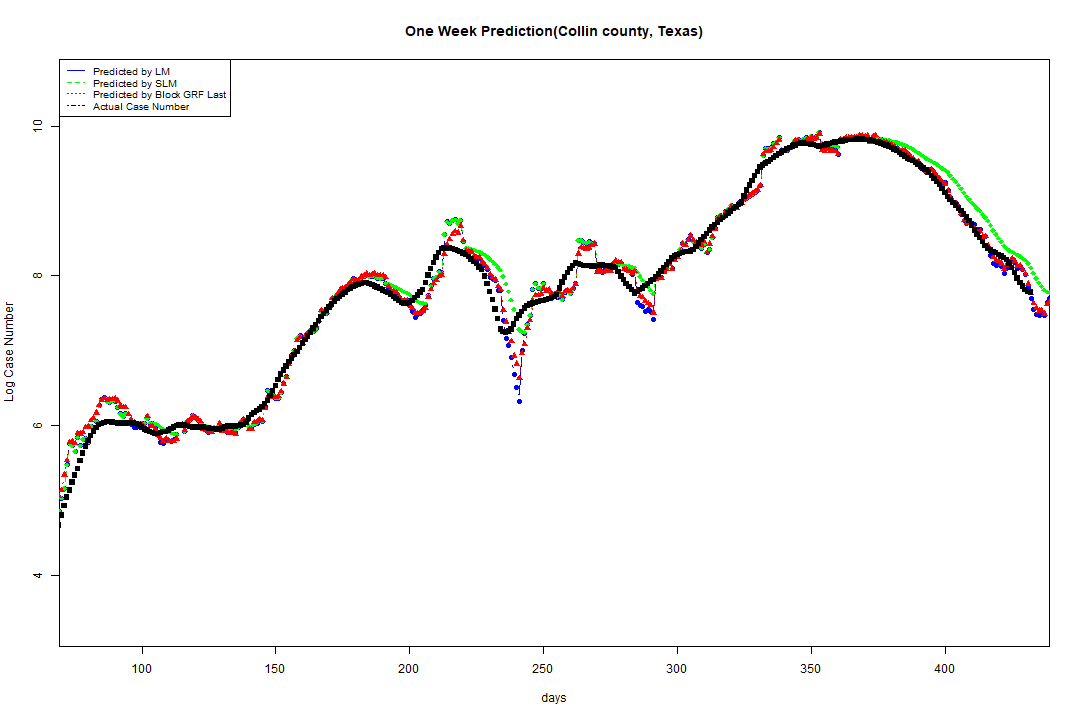 One Week Prediction(Collin county, Texas)
Predicted by LM
Predicted by SLM
Predicted by Block GRF Last
Actual Case Number
10
8
6
4
Log Case Number
100 150 200 250 300 350 400
days